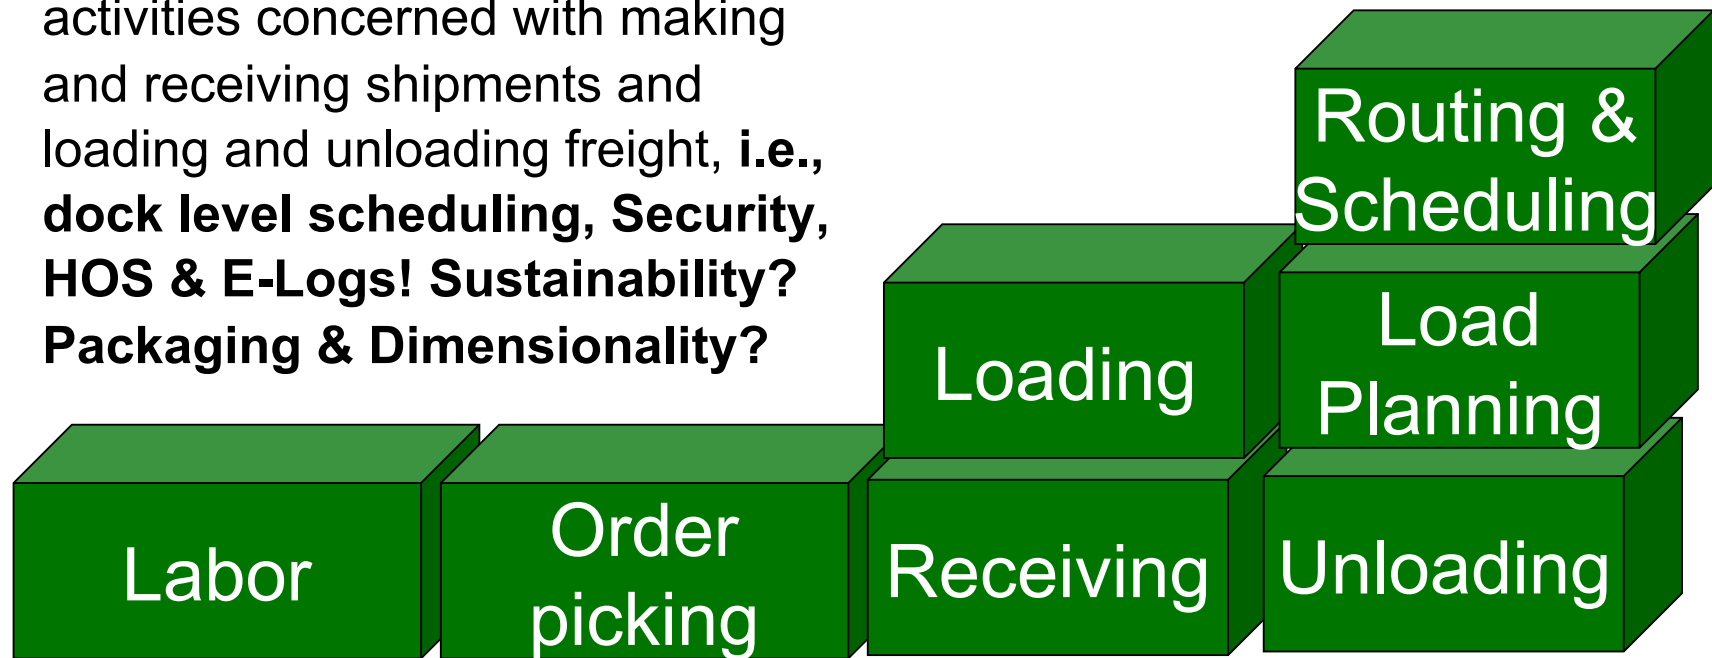 activities concerned with making
and receiving shipments and
loading and unloading freight, i.e.,
dock level scheduling, Security,
HOS & E-Logs! Sustainability?
Packaging & Dimensionality?
Routing &
Scheduling
Loading
Load
Planning
Labor
Order
picking
Receiving
Unloading